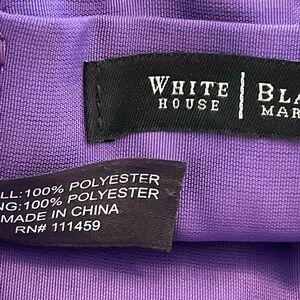 WHITE | BLA
HOUSE | MAR
LL:100% POLYESTER
NG:100% POLYESTER
MADE IN CHINA
RN# 111459